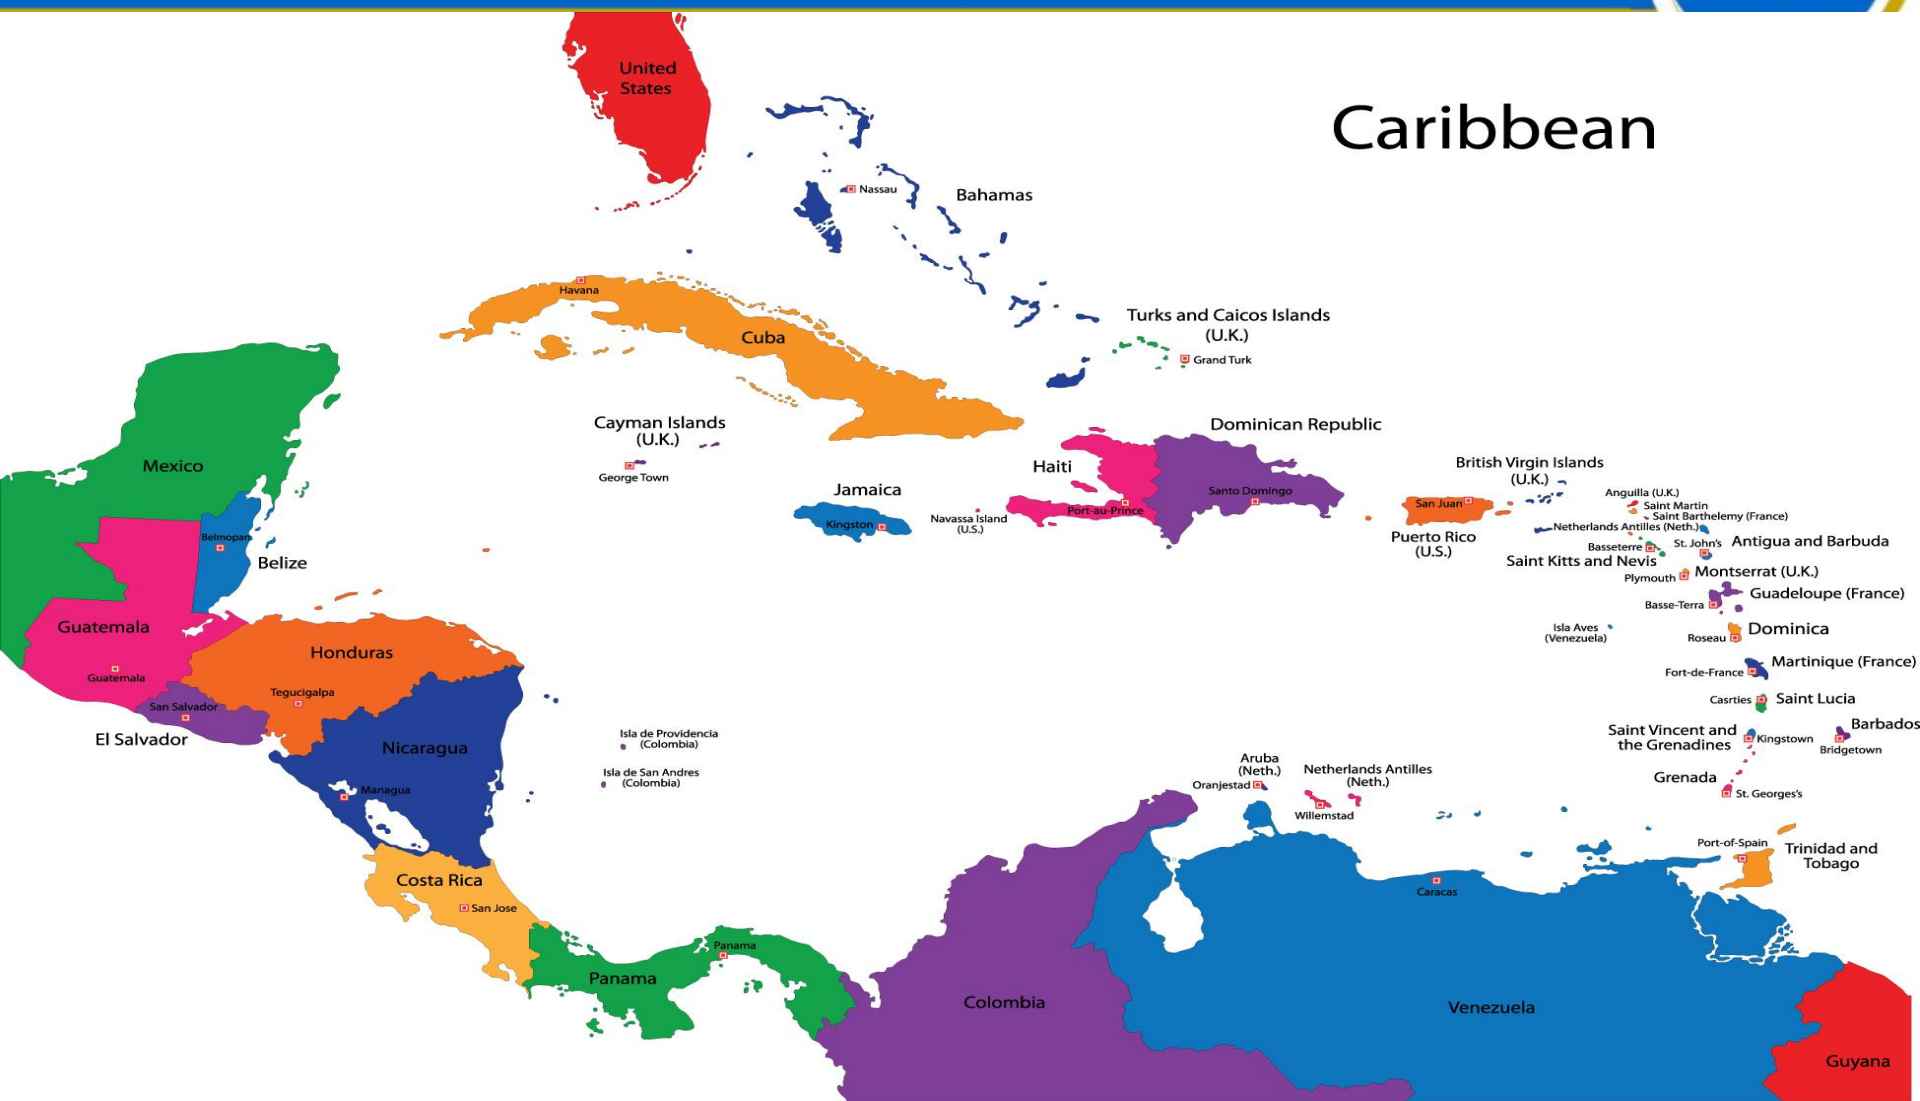 United
States
Caribbean
Nassau
Bahamas
Havana
Cuba
Turks and Caicos Islands
(U.K.)
Grand Turk
Cayman Islands
(U.K.)
George Town
Dominican Republic
Haiti
Santo Domingo
Port-au-Prince
Jamaica
Kingston
Navassa Island
(U.S.)
British Virgin Islands
(U.K.)
San Juan
Puerto Rico
(U.S.)
Anguilla (U.K.)
Saint Martin
Saint Barthelemy (France)
Netherlands Antilles (Neth.)
Basseterre
St. John's
Antigua and Barbuda
Saint Kitts and Nevis
Plymouth
Montserrat (U.K.)
Basse-Terra
Guadeloupe (France)
Isla Aves
(Venezuela)
Roseau
Dominica
Fort-de-France
Martinique (France)
Casrties
Saint Lucia
Saint Vincent and
the Grenadines
Kingstown
Barbados
Bridgetown
Grenada
St. Georges's
Mexico
Belmopan
Belize
Guatemala
Guatemala
Honduras
Tegucigalpa
San Salvador
El Salvador
Nicaragua
Managua
Isla de Providencia
(Colombia)
Isla de San Andres
(Colombia)
Aruba
(Neth.)
Oranjestad
Netherlands Antilles
(Neth.)
Willemstad
Port-of-Spain
Trinidad and
Tobago
Costa Rica
San Jose
Caracas
Panama
Panama
Colombia
Venezuela
Guyana